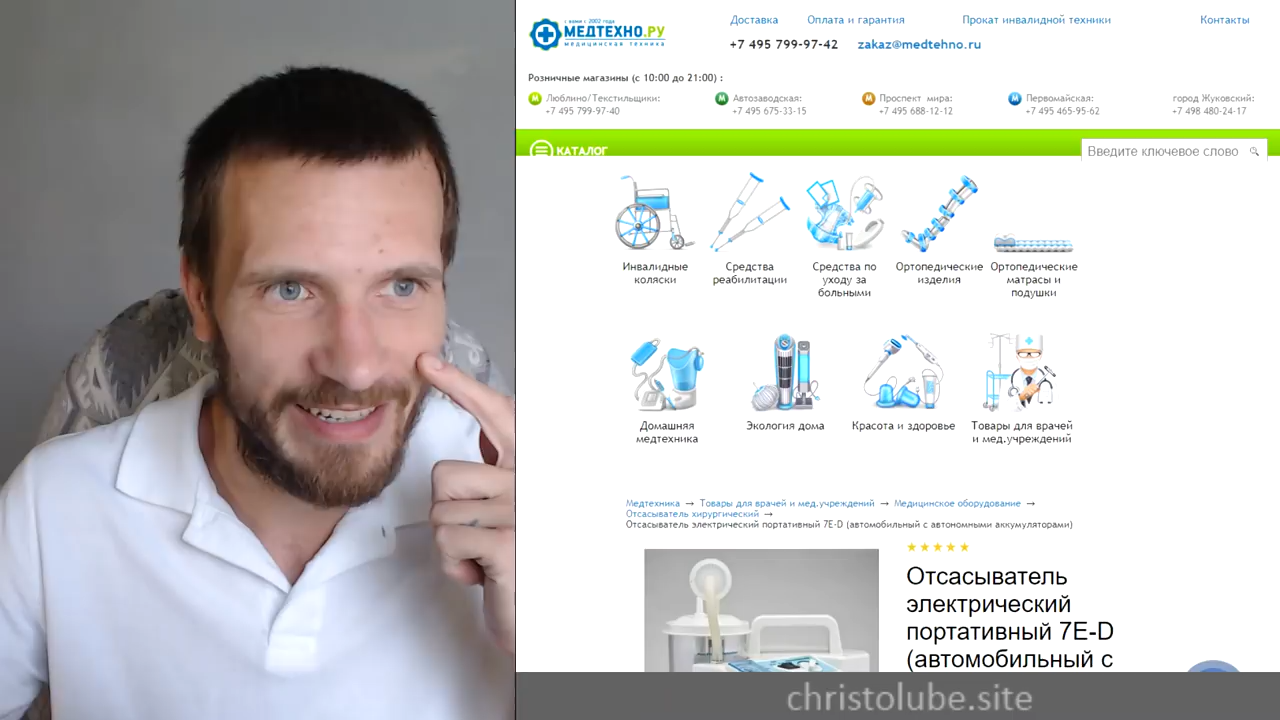 с вами с 2002 года
МЕДТЕХНО.РУ
медицинская техника
Доставка
Оплата и гарантия
Прокат инвалидной техники
Контакты
+7 495 799-97-42
zakaz@medtehno.ru
Розничные магазины (с 10:00 до 21:00) :
Люблино/Текстильщики:
+7 495 799-97-40
Автозаводская:
+7 495 675-33-15
Проспект мира:
+7 495 688-12-12
Первомайская:
+7 495 465-95-62
город Жуковский:
+7 498 480-24-17
КАТАЛОГ
Введите ключевое слово
Инвалидные
коляски
Средства
реабилитации
Средства по
уходу за
больными
Ортопедические
изделия
Ортопедические
матрасы и
подушки
Домашняя
медтехника
Экология дома
Красота и здоровье
Товары для врачей
и мед.учреждений
Медтехника → Товары для врачей и мед.учреждений → Медицинское оборудование →
Отсасыватель хирургический →
Отсасыватель электрический портативный 7E-D (автомобильный с автономными аккумуляторами)
Отсасыватель
электрический
портативный 7E-D
(автомобильный с
christolube.site